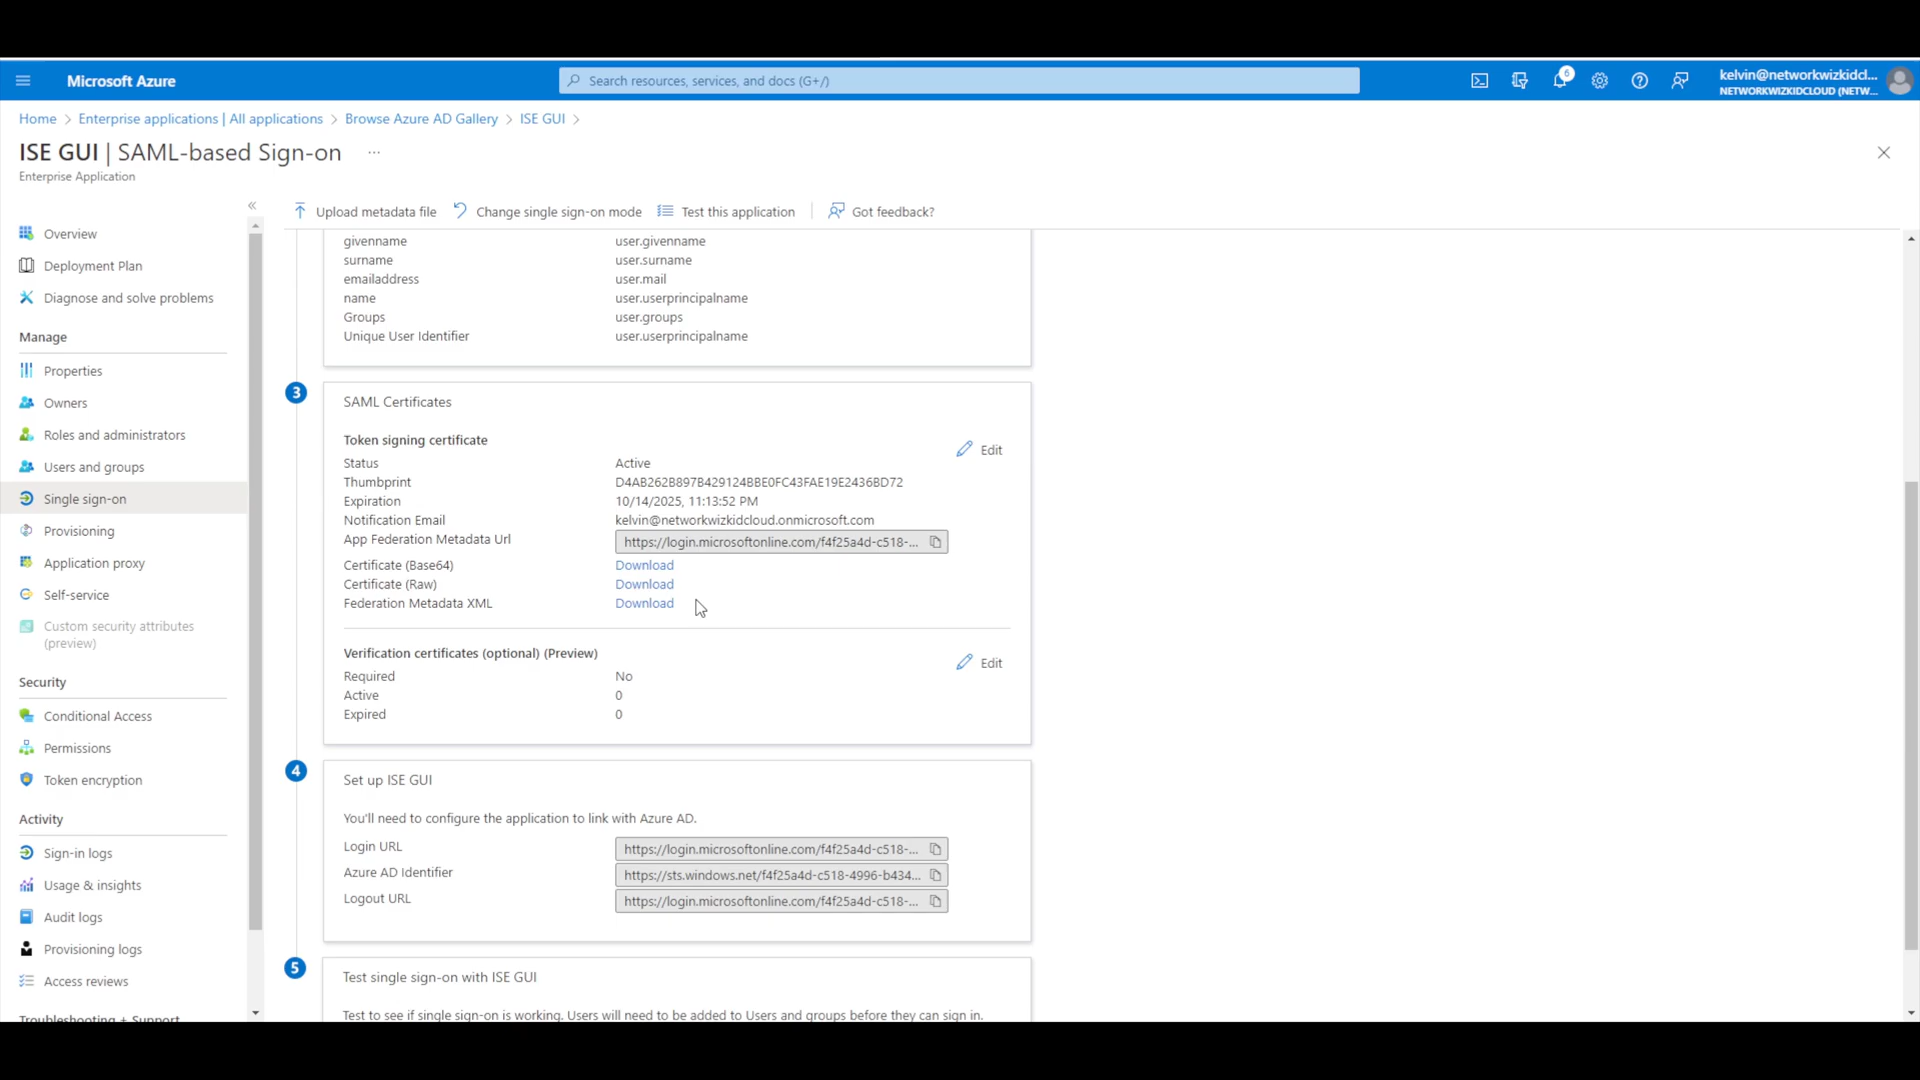 Microsoft Azure
Search resources, services, and docs (G+/)
6
kelvin@networkwizkidcl...
NETWORKWIZKIDCLOUD (NETW...
Home > Enterprise applications | All applications > Browse Azure AD Gallery > ISE GUI >
ISE GUI | SAML-based Sign-on ...
Enterprise Application
«
Overview
Deployment Plan
Diagnose and solve problems
Manage
Properties
Owners
Roles and administrators
Users and groups
Single sign-on
Provisioning
Application proxy
Self-service
Custom security attributes
(preview)
Security
Conditional Access
Permissions
Token encryption
Activity
Sign-in logs
Usage & insights
Audit logs
Provisioning logs
Access reviews
Troubleshooting + Support
Upload metadata file Change single sign-on mode Test this application Got feedback?
givenname user.givenname
surname user.surname
emailaddress user.mail
name user.userprincipalname
Groups user.groups
Unique User Identifier user.userprincipalname
3
SAML Certificates
Token signing certificate
Edit
Status Active
Thumbprint D4AB262B897B429124BBE0FC43FAE19E2436BD72
Expiration 10/14/2025, 11:13:52 PM
Notification Email kelvin@networkwizkidcloud.onmicrosoft.com
App Federation Metadata Url https://login.microsoftonline.com/f4f25a4d-c518-...
Certificate (Base64) Download
Certificate (Raw) Download
Federation Metadata XML Download
Verification certificates (optional) (Preview)
Edit
Required No
Active 0
Expired 0
4
Set up ISE GUI
You'll need to configure the application to link with Azure AD.
Login URL https://login.microsoftonline.com/f4f25a4d-c518-...
Azure AD Identifier https://sts.windows.net/f4f25a4d-c518-4996-b434...
Logout URL https://login.microsoftonline.com/f4f25a4d-c518-...
5
Test single sign-on with ISE GUI
Test to see if single sign-on is working. Users will need to be added to Users and groups before they can sign in.